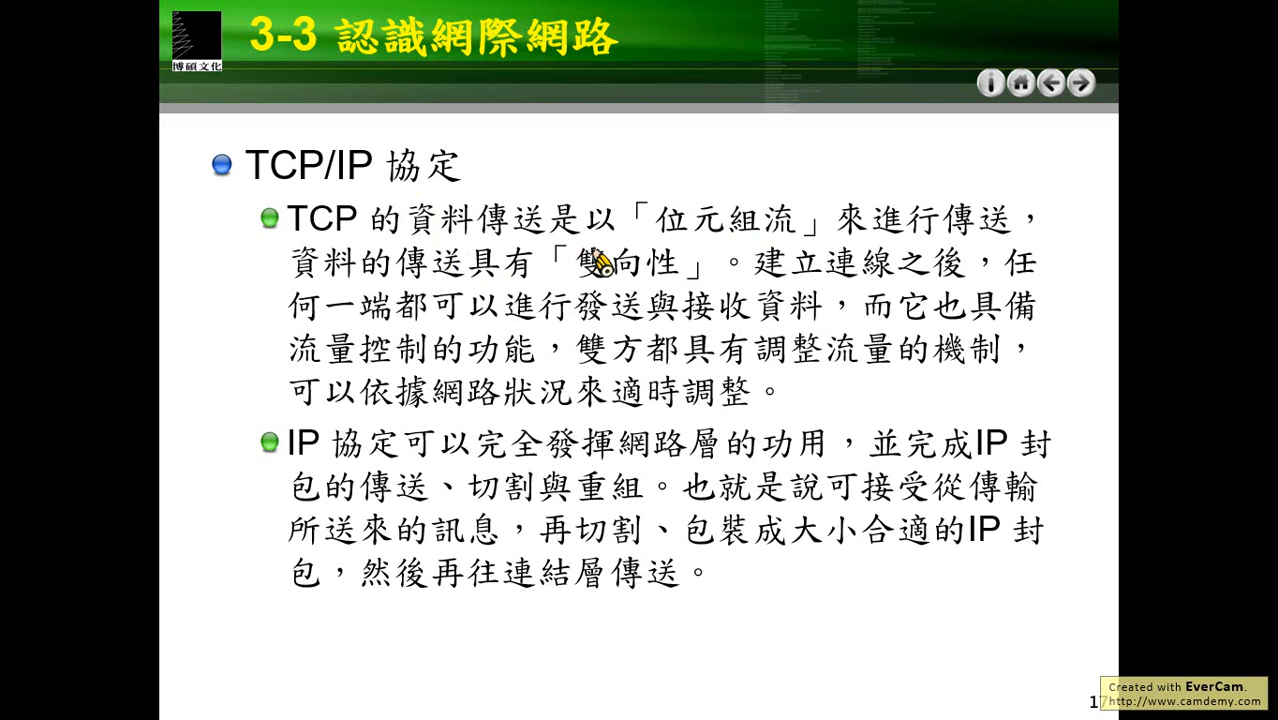 3-3 認識網際網路
博碩文化
TCP/IP 協定
TCP 的資料傳送是以「位元組流」來進行傳送，
資料的傳送具有「雙向性」。建立連線之後，任
何一端都可以進行發送與接收資料，而它也具備
流量控制的功能，雙方都具有調整流量的機制，
可以依據網路狀況來適時調整。
IP 協定可以完全發揮網路層的功用，並完成IP 封
包的傳送、切割與重組。也就是說可接受從傳輸
所送來的訊息，再切割、包裝成大小合適的IP 封
包，然後再往連結層傳送。
Created with EverCam.
http://www.camdemy.com